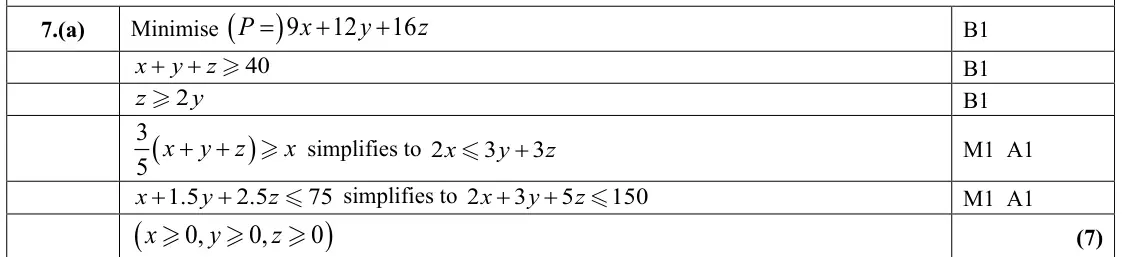 7.(a) Minimise (P =)9x+12y+16z B1
x+y+z⩾40 B1
z⩾2y B1
3/5(x+y+z)⩾x simplifies to 2x⩽3y+3z M1 A1
x+1.5y+2.5z⩽75 simplifies to 2x+3y+5z⩽150 M1 A1
(x⩾0, y⩾0, z⩾0) (7)